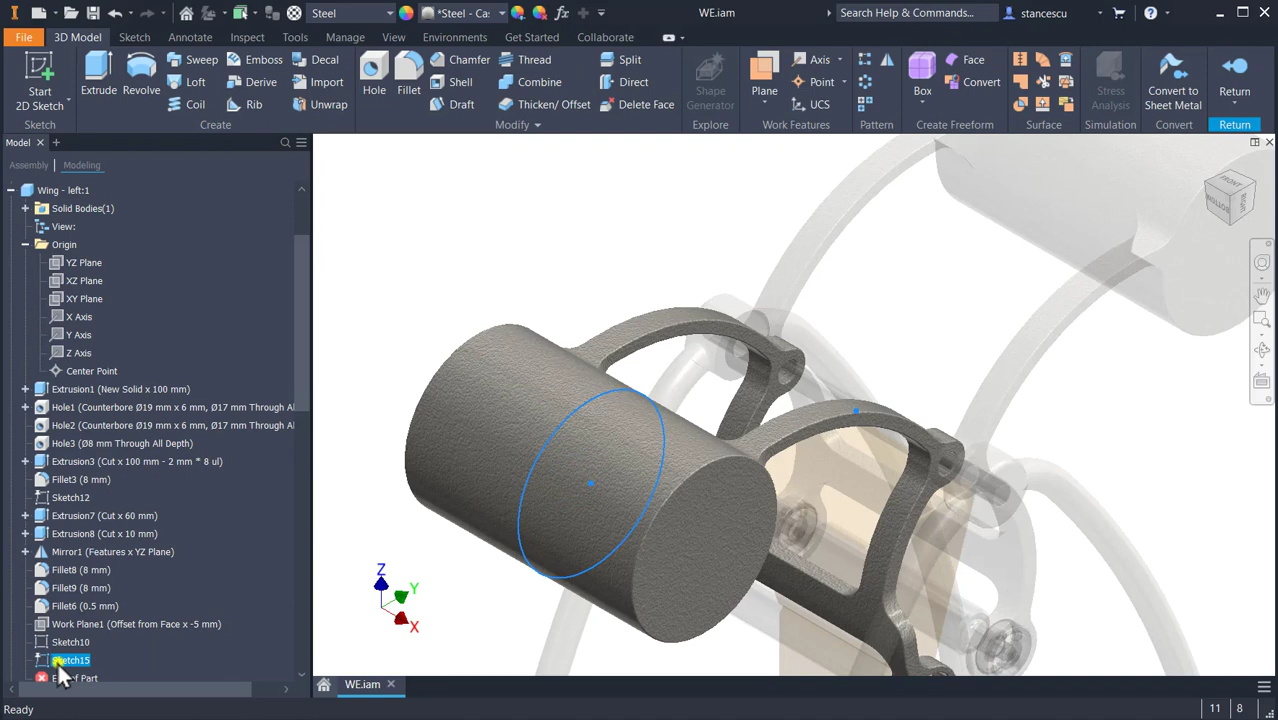 Steel
*Steel - Cas
WE.iam
Search Help & Commands...
stancescu
File
3D Model
Sketch
Annotate
Inspect
Tools
Manage
View
Environments
Get Started
Collaborate
Start
2D Sketch
Extrude
Revolve
Sweep
Loft
Coil
Emboss
Derive
Rib
Decal
Import
Unwrap
Hole
Fillet
Chamfer
Shell
Draft
Thread
Combine
Thicken/ Offset
Split
Direct
Delete Face
Shape
Generator
Plane
Axis
Point
UCS
Box
Face
Convert
Stress
Analysis
Convert to
Sheet Metal
Return
Sketch
Create
Modify
Explore
Work Features
Pattern
Create Freeform
Surface
Simulation
Convert
Return
Model
Assembly
Modeling
Wing - left:1
Solid Bodies(1)
View:
Origin
YZ Plane
XZ Plane
XY Plane
X Axis
Y Axis
Z Axis
Center Point
Extrusion1 (New Solid x 100 mm)
Hole1 (Counterbore Ø19 mm x 6 mm, Ø17 mm Through Al
Hole2 (Counterbore Ø19 mm x 6 mm, Ø17 mm Through Al
Hole3 (Ø8 mm Through All Depth)
Extrusion3 (Cut x 100 mm - 2 mm * 8 ul)
Fillet3 (8 mm)
Sketch12
Extrusion7 (Cut x 60 mm)
Extrusion8 (Cut x 10 mm)
Mirror1 (Features x YZ Plane)
Fillet8 (8 mm)
Fillet9 (8 mm)
Fillet6 (0.5 mm)
Work Plane1 (Offset from Face x -5 mm)
Sketch10
Sketch15
End of Part
FRONT
BOTTOM
RIGHT
Z
Y
X
WE.iam
Ready
11
8